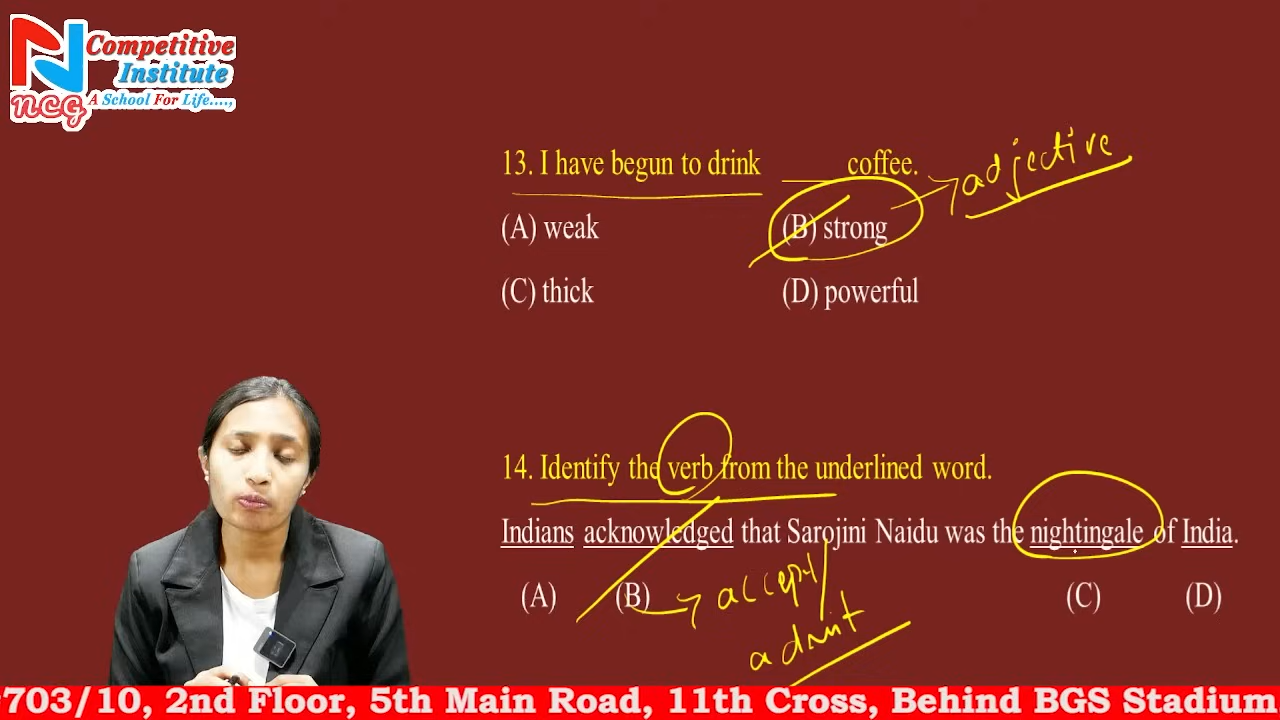 Competitive
Institute
NCG A School For Life....,
13. I have begun to drink ____ coffee.
adjective
(A) weak (B) strong
(C) thick (D) powerful
14. Identify the verb from the underlined word.
Indians acknowledged that Sarojini Naidu was the nightingale of India.
(A) (B) (C) (D)
accept/
admit
703/10, 2nd Floor, 5th Main Road, 11th Cross, Behind BGS Stadium